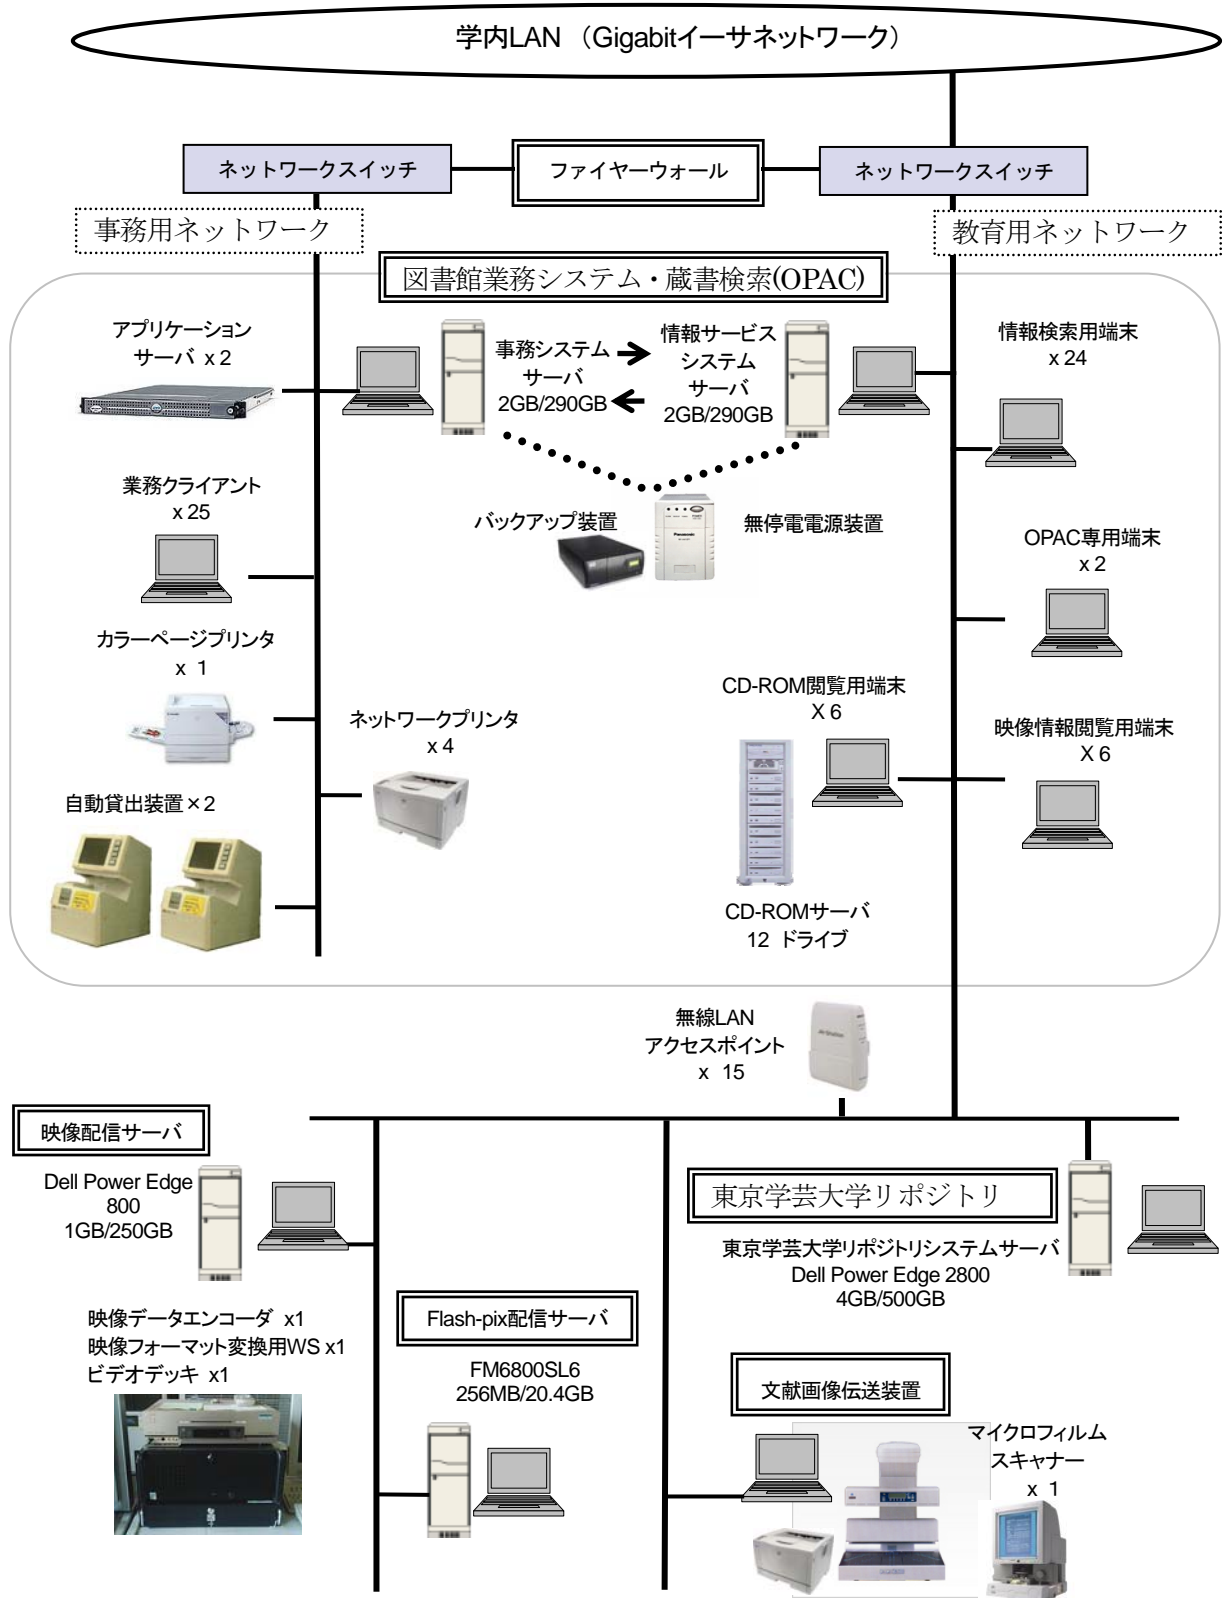 学内LAN （Gigabitイーサネットワーク）
ネットワークスイッチ
ファイヤーウォール
ネットワークスイッチ
事務用ネットワーク
教育用ネットワーク
図書館業務システム・蔵書検索(OPAC)
アプリケーション
サーバ x 2
事務システム
サーバ
2GB/290GB
情報サービス
システム
サーバ
2GB/290GB
情報検索用端末
x 24
業務クライアント
x 25
バックアップ装置
無停電電源装置
OPAC専用端末
x 2
カラーページプリンタ
x 1
ネットワークプリンタ
x 4
CD-ROM閲覧用端末
X 6
映像情報閲覧用端末
X 6
自動貸出装置×2
CD-ROMサーバ
12 ドライブ
無線LAN
アクセスポイント
x 15
映像配信サーバ
Dell Power Edge
800
1GB/250GB
東京学芸大学リポジトリ
東京学芸大学リポジトリシステムサーバ
Dell Power Edge 2800
4GB/500GB
映像データエンコーダ x1
映像フォーマット変換用WS x1
ビデオデッキ x1
Flash-pix配信サーバ
FM6800SL6
256MB/20.4GB
文献画像伝送装置
マイクロフィルム
スキャナー
x 1